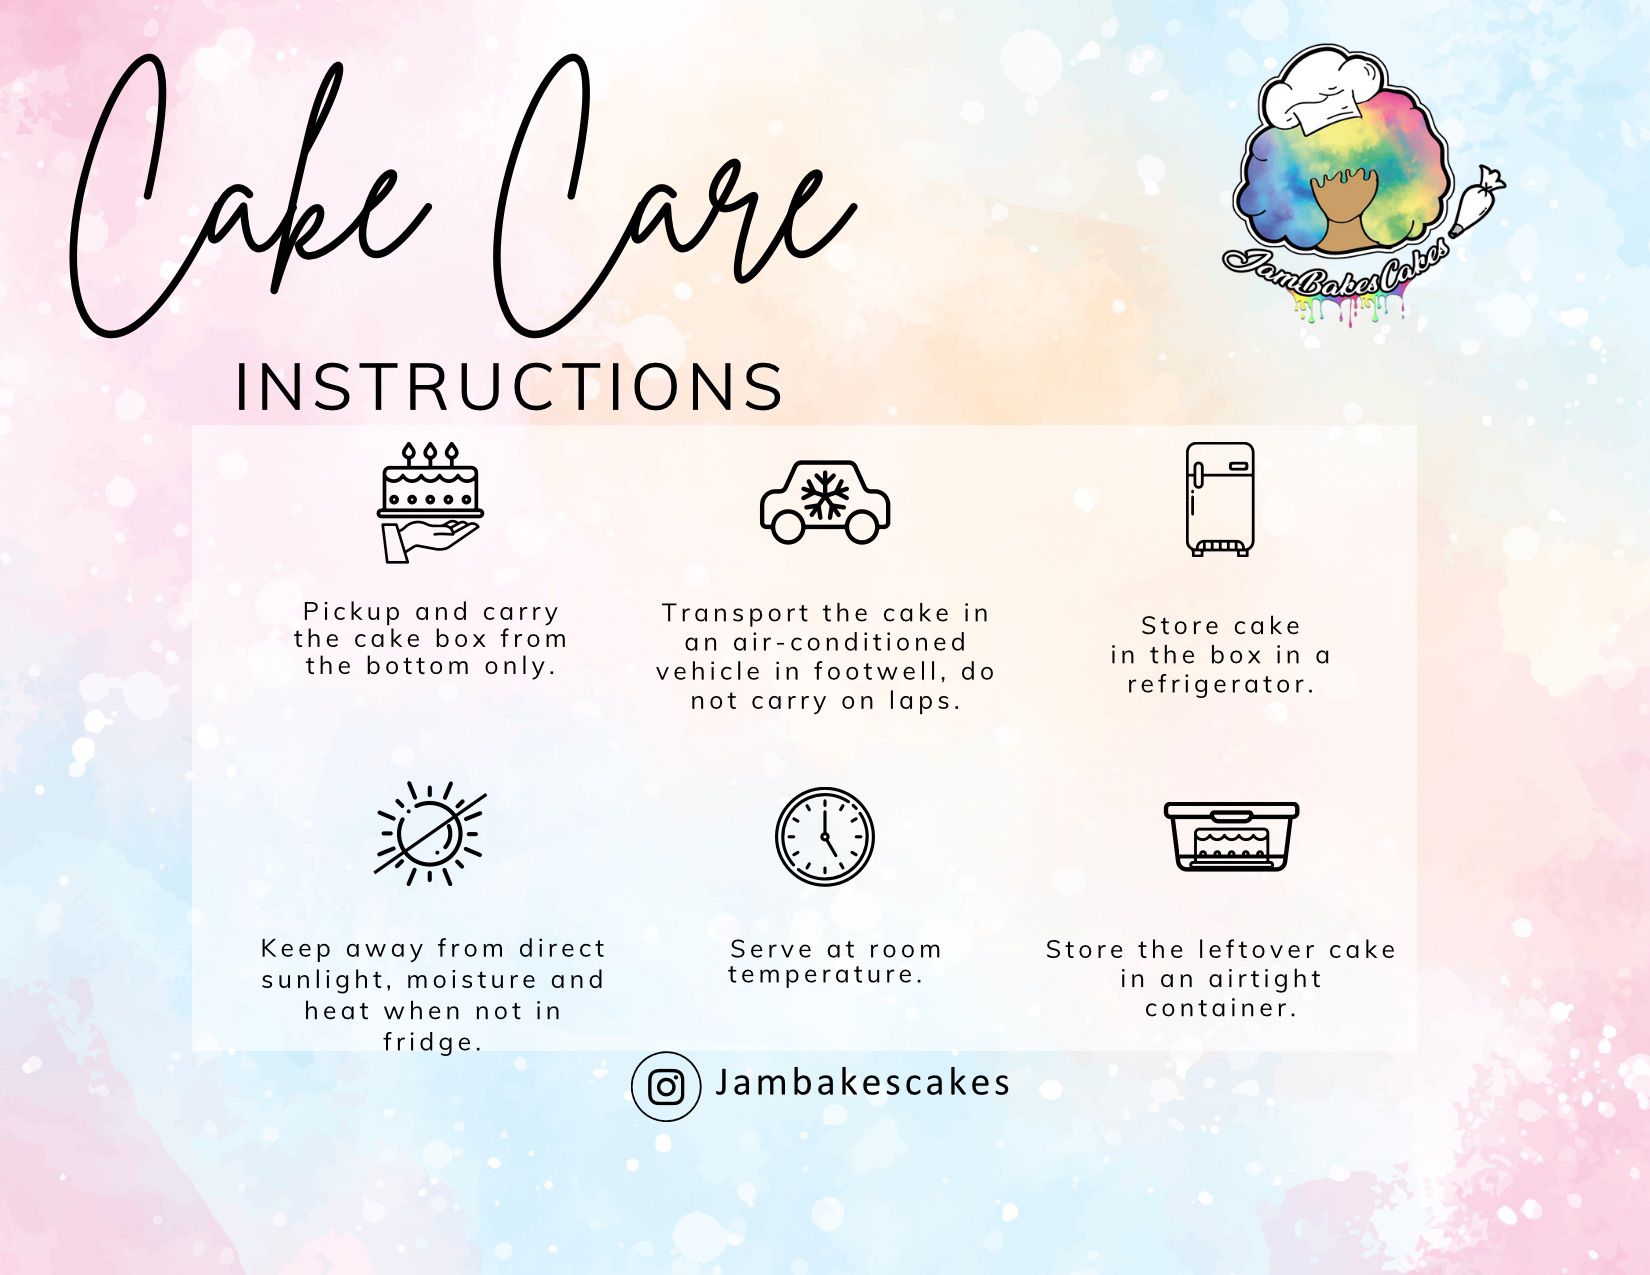 Cake Care
JamBakesCakes
INSTRUCTIONS
Pickup and carry
the cake box from
the bottom only.
Transport the cake in
an air-conditioned
vehicle in footwell, do
not carry on laps.
Store cake
in the box in a
refrigerator.
Keep away from direct
sunlight, moisture and
heat when not in
fridge.
Serve at room
temperature.
Store the leftover cake
in an airtight
container.
Jambakescakes